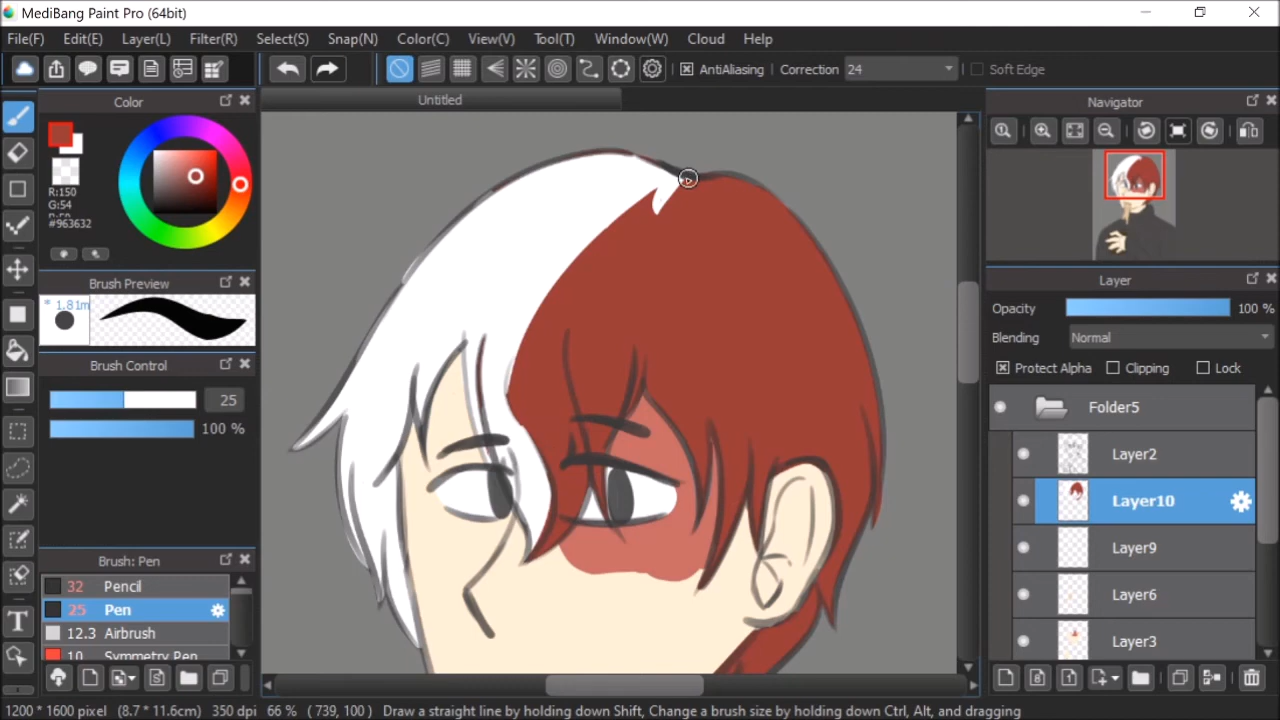 MediBang Paint Pro (64bit)
File(F) Edit(E) Layer(L) Filter(R) Select(S) Snap(N) Color(C) View(V) Tool(T) Window(W) Cloud Help
AntiAliasing Correction 24 Soft Edge
Color
Untitled
Navigator
R:150
G:54
#963632
Brush Preview
* 1.81m
Brush Control
25
100 %
Layer
Opacity 100 %
Blending Normal
Protect Alpha Clipping Lock
Folder5
Layer2
Layer10
Layer9
Layer6
Layer3
Brush: Pen
32 Pencil
25 Pen
12.3 Airbrush
10 Symmetry Pen
1200 * 1600 pixel (8.7 * 11.6cm) 350 dpi 66 % ( 739, 100 ) Draw a straight line by holding down Shift, Change a brush size by holding down Ctrl, Alt, and dragging